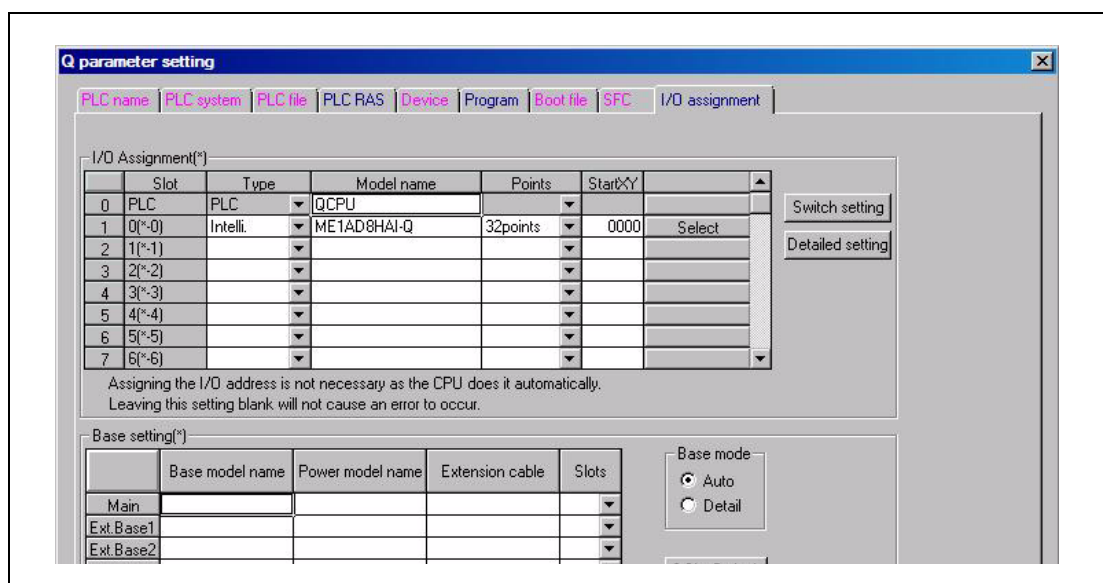 Q parameter setting
PLC name PLC system PLC file PLC RAS Device Program Boot file SFC I/O assignment
I/O Assignment(*)
Slot Type Model name Points StartXY
0 PLC PLC QCPU
1 0(*-0) Intelli. ME1AD8HAI-Q 32points 0000 Select
2 1(*-1)
3 2(*-2)
4 3(*-3)
5 4(*-4)
6 5(*-5)
7 6(*-6)
Switch setting
Detailed setting
Assigning the I/O address is not necessary as the CPU does it automatically.
Leaving this setting blank will not cause an error to occur.
Base setting(*)
Base model name Power model name Extension cable Slots
Main
Ext.Base1
Ext.Base2
Base mode
Auto
Detail